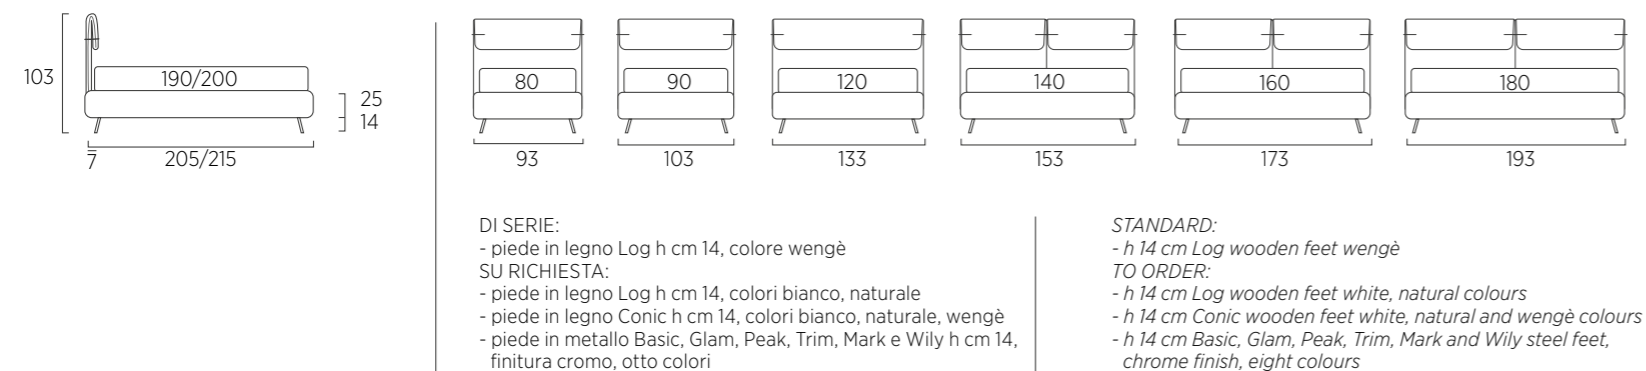 103
190/200
25
14
7
205/215
80
90
120
140
160
180
93
103
133
153
173
193
DI SERIE:
- piede in legno Log h cm 14, colore wengè
SU RICHIESTA:
- piede in legno Log h cm 14, colori bianco, naturale
- piede in legno Conic h cm 14, colori bianco, naturale, wengè
- piede in metallo Basic, Glam, Peak, Trim, Mark e Wily h cm 14,
finitura cromo, otto colori
STANDARD:
- h 14 cm Log wooden feet wengè
TO ORDER:
- h 14 cm Log wooden feet white, natural colours
- h 14 cm Conic wooden feet white, natural and wengè colours
- h 14 cm Basic, Glam, Peak, Trim, Mark and Wily steel feet,
chrome finish, eight colours